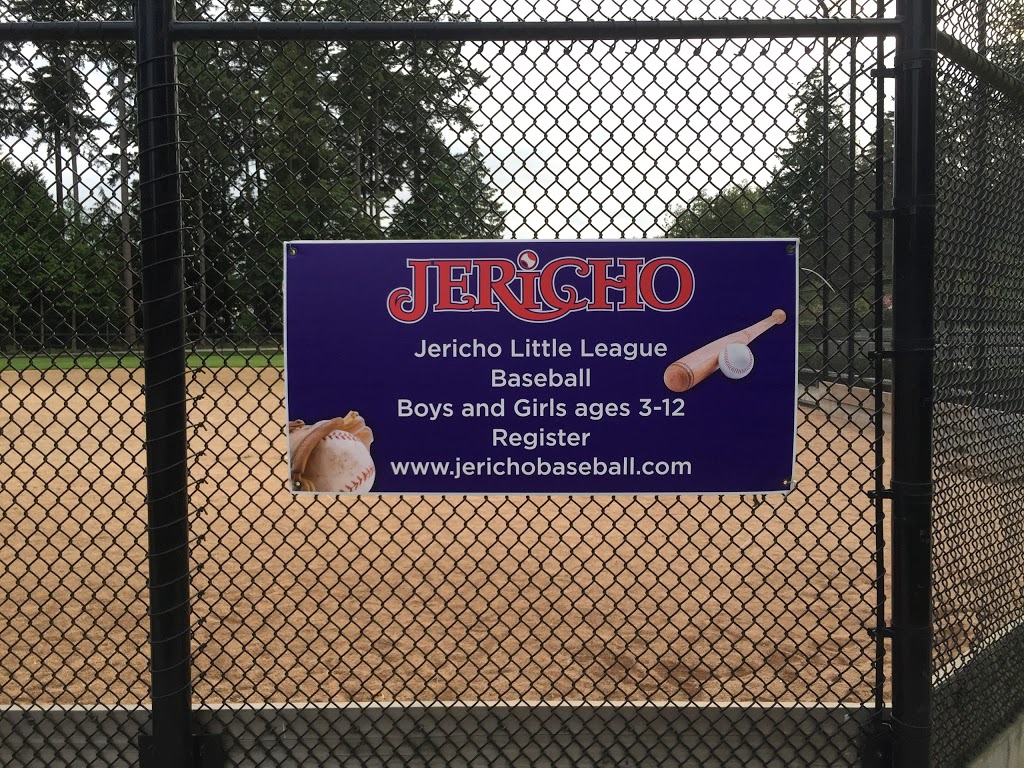 JERiCHO
Jericho Little League
Baseball
Boys and Girls ages 3-12
Register
www.jerichobaseball.com